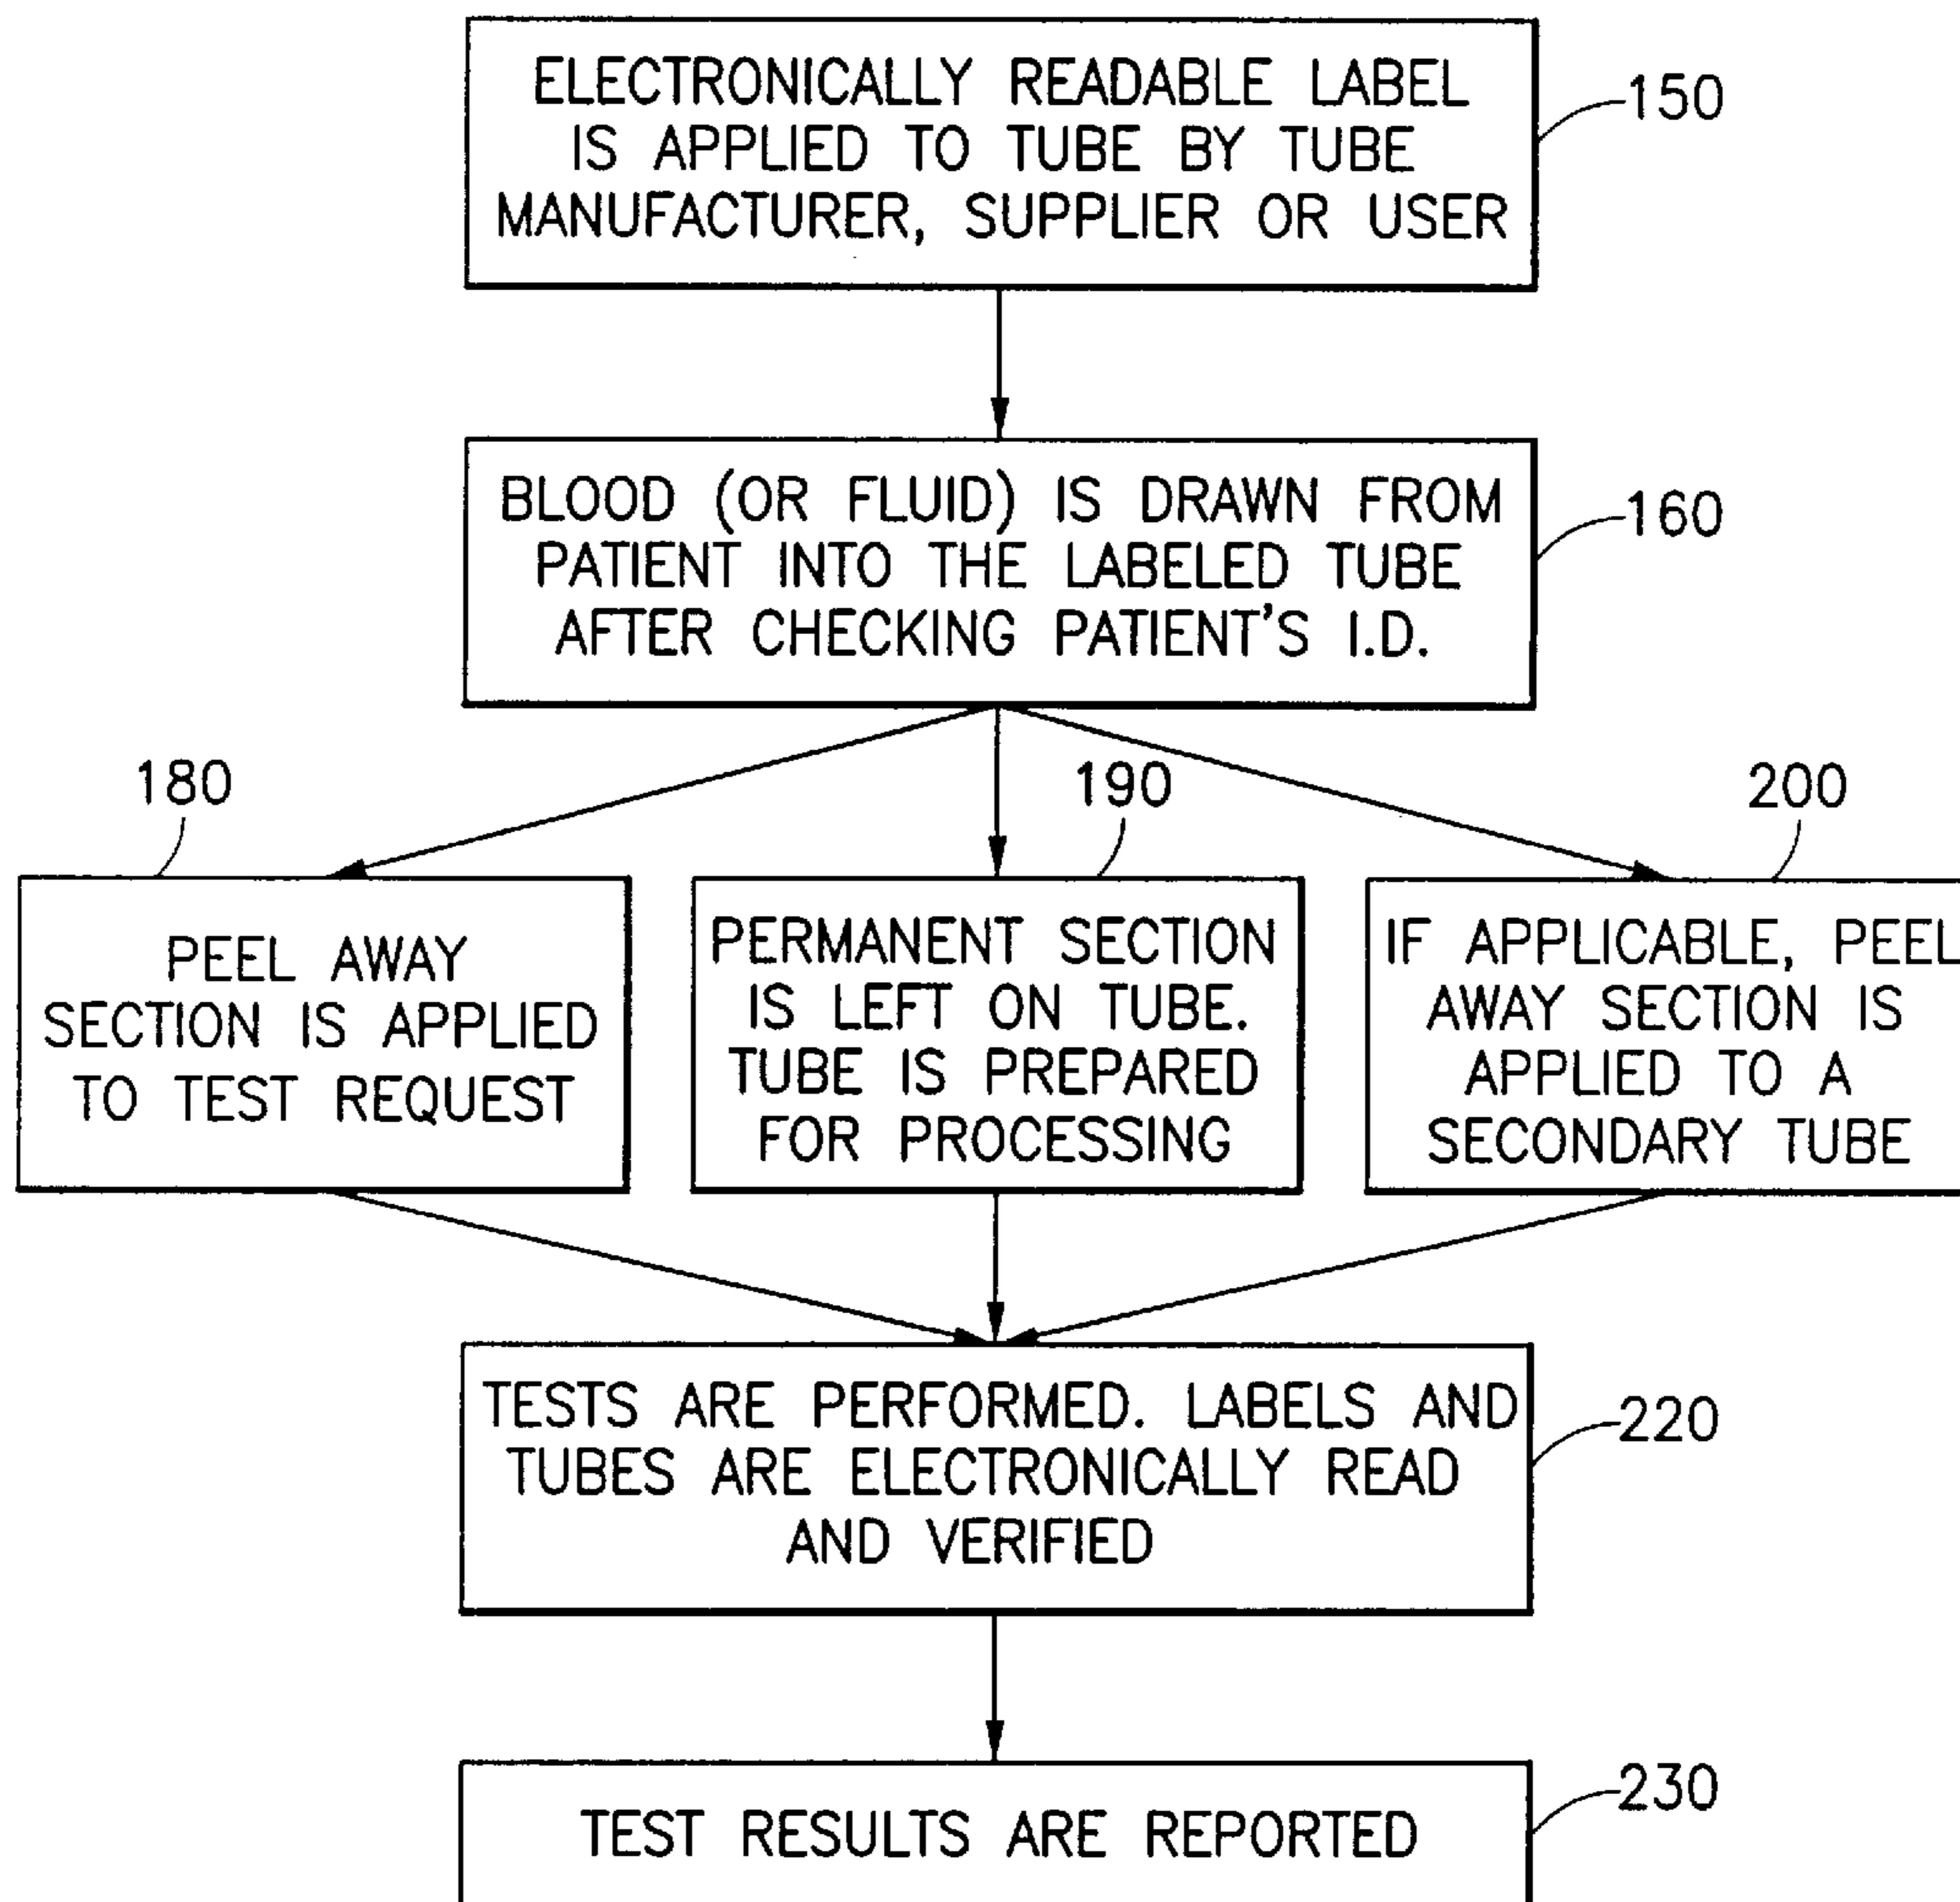 ELECTRONICALLY READABLE LABEL
IS APPLIED TO TUBE BY TUBE
MANUFACTURER, SUPPLIER OR USER
150
BLOOD (OR FLUID) IS DRAWN FROM
PATIENT INTO THE LABELED TUBE
AFTER CHECKING PATIENT'S I.D.
160
180
PEEL AWAY
SECTION IS APPLIED
TO TEST REQUEST
190
PERMANENT SECTION
IS LEFT ON TUBE.
TUBE IS PREPARED
FOR PROCESSING
200
IF APPLICABLE, PEEL
AWAY SECTION IS
APPLIED TO A
SECONDARY TUBE
TESTS ARE PERFORMED. LABELS AND
TUBES ARE ELECTRONICALLY READ
AND VERIFIED
220
TEST RESULTS ARE REPORTED
230